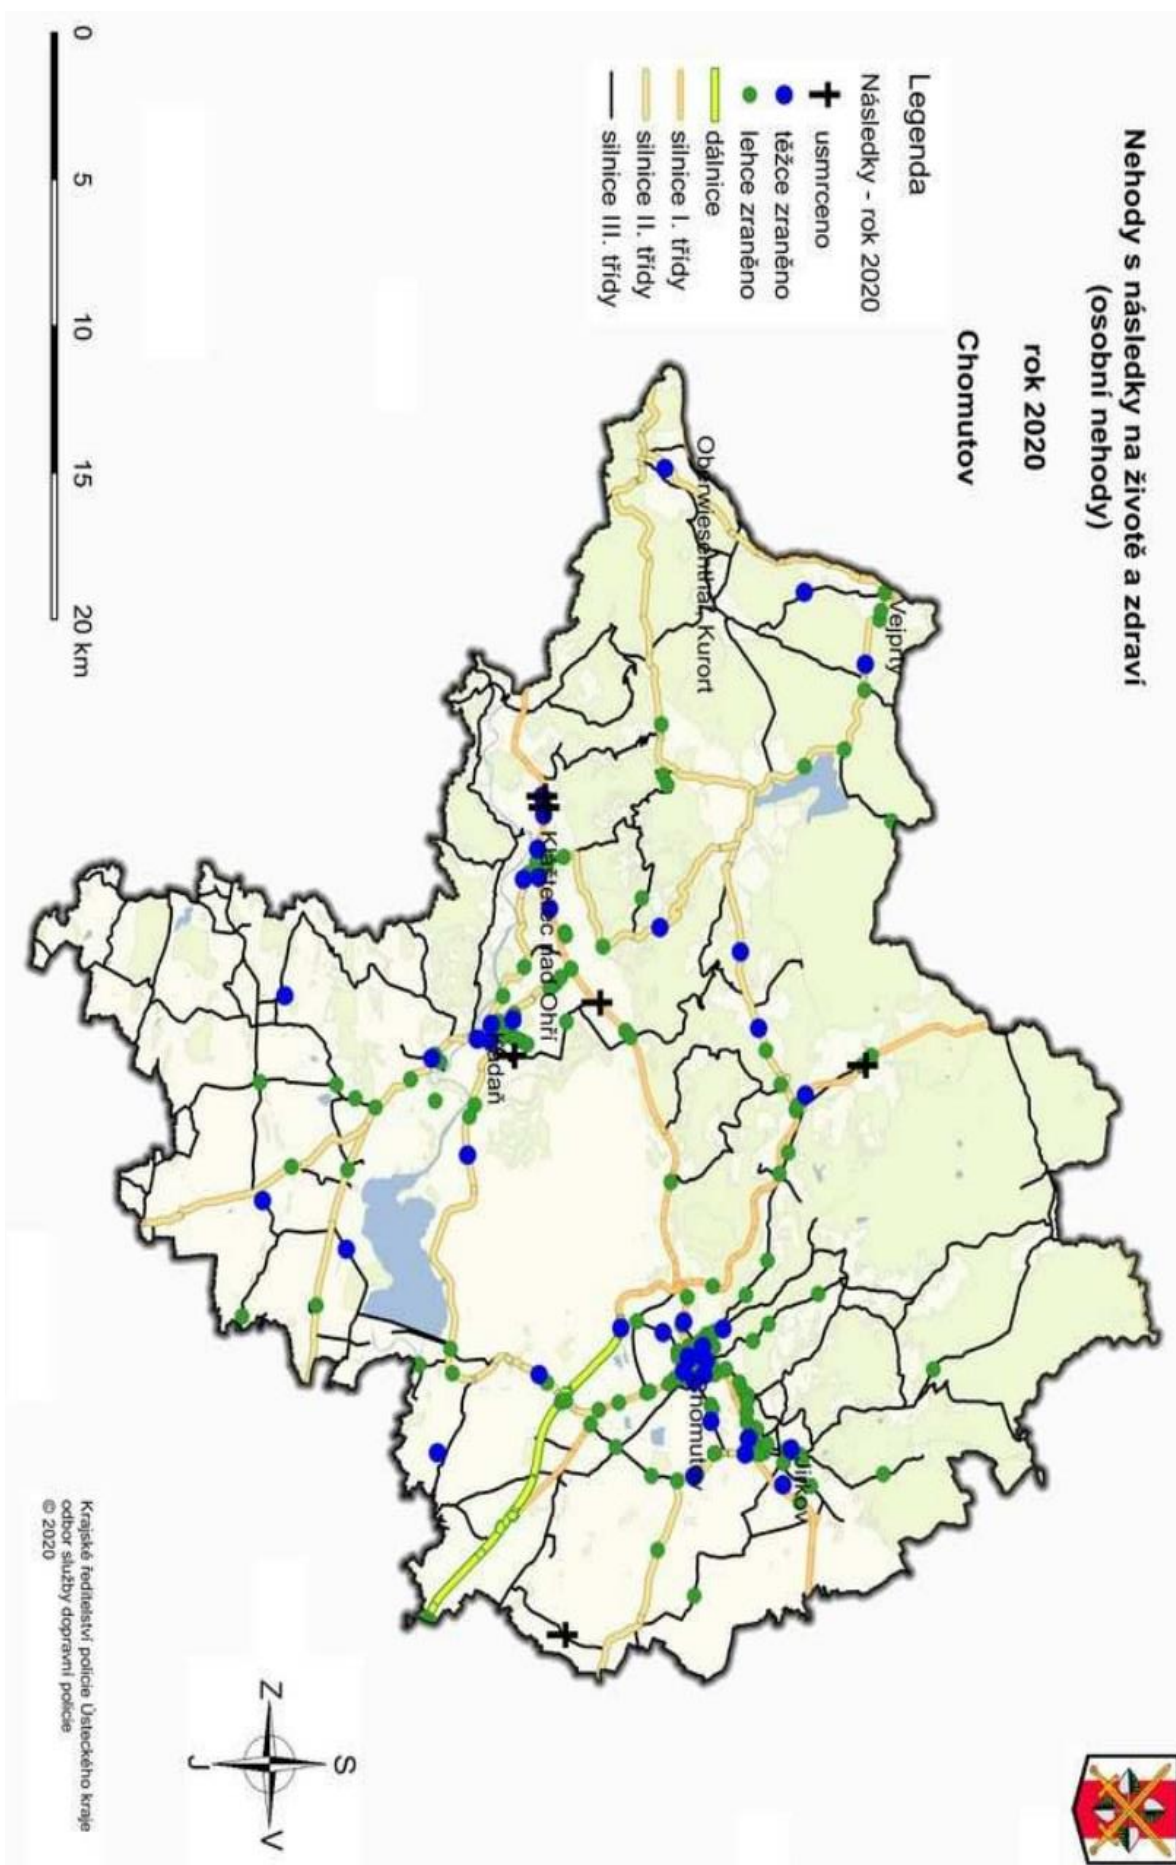 Nehody s následky na životě a zdraví
(osobní nehody)
rok 2020
Chomutov
Legenda
Následky - rok 2020
usmrceno
těžce zraněno
lehce zraněno
dálnice
silnice I. třídy
silnice II. třídy
silnice III. třídy
Oberwiesenthal, Kurort
Vejprty
Klášterec nad Ohří
Kadaň
Chomutov
Jirkov
0 5 10 15 20 km
S
Z V
J
Krajské ředitelství policie Ústeckého kraje
odbor služby dopravní policie
© 2020